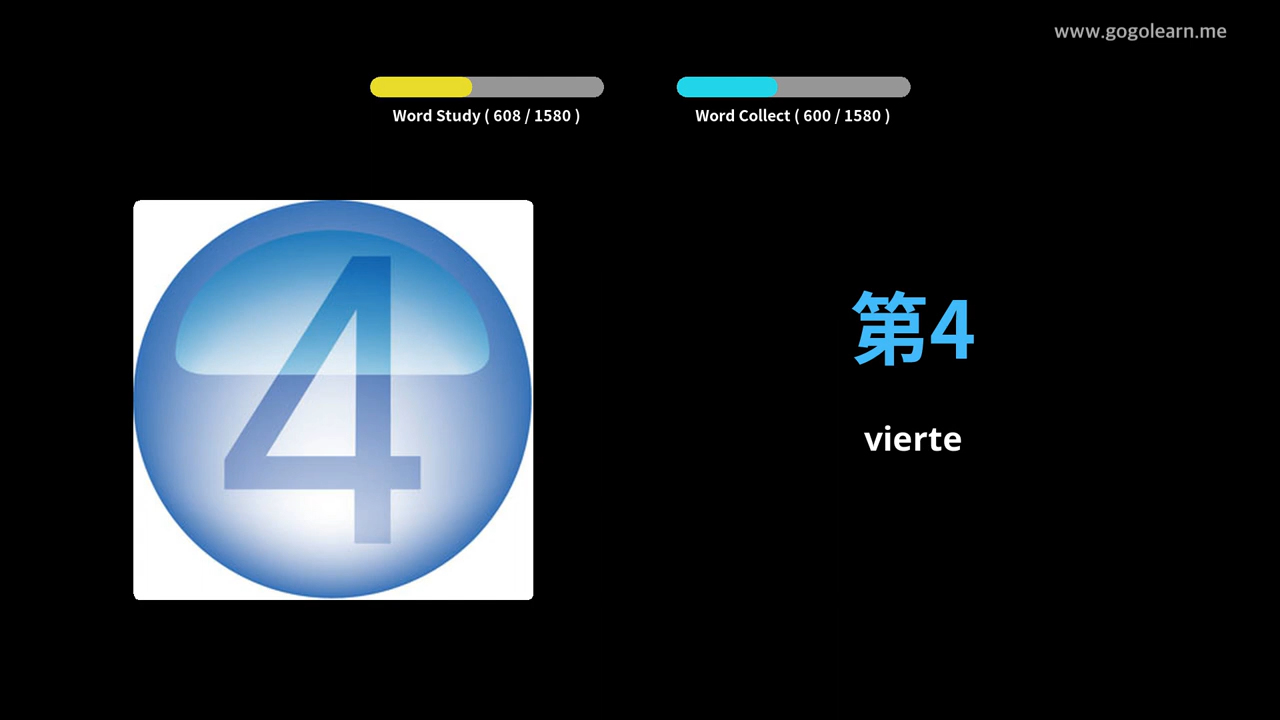 www.gogolearn.me
Word Study ( 608 / 1580 )
Word Collect ( 600 / 1580 )
4
第4
vierte